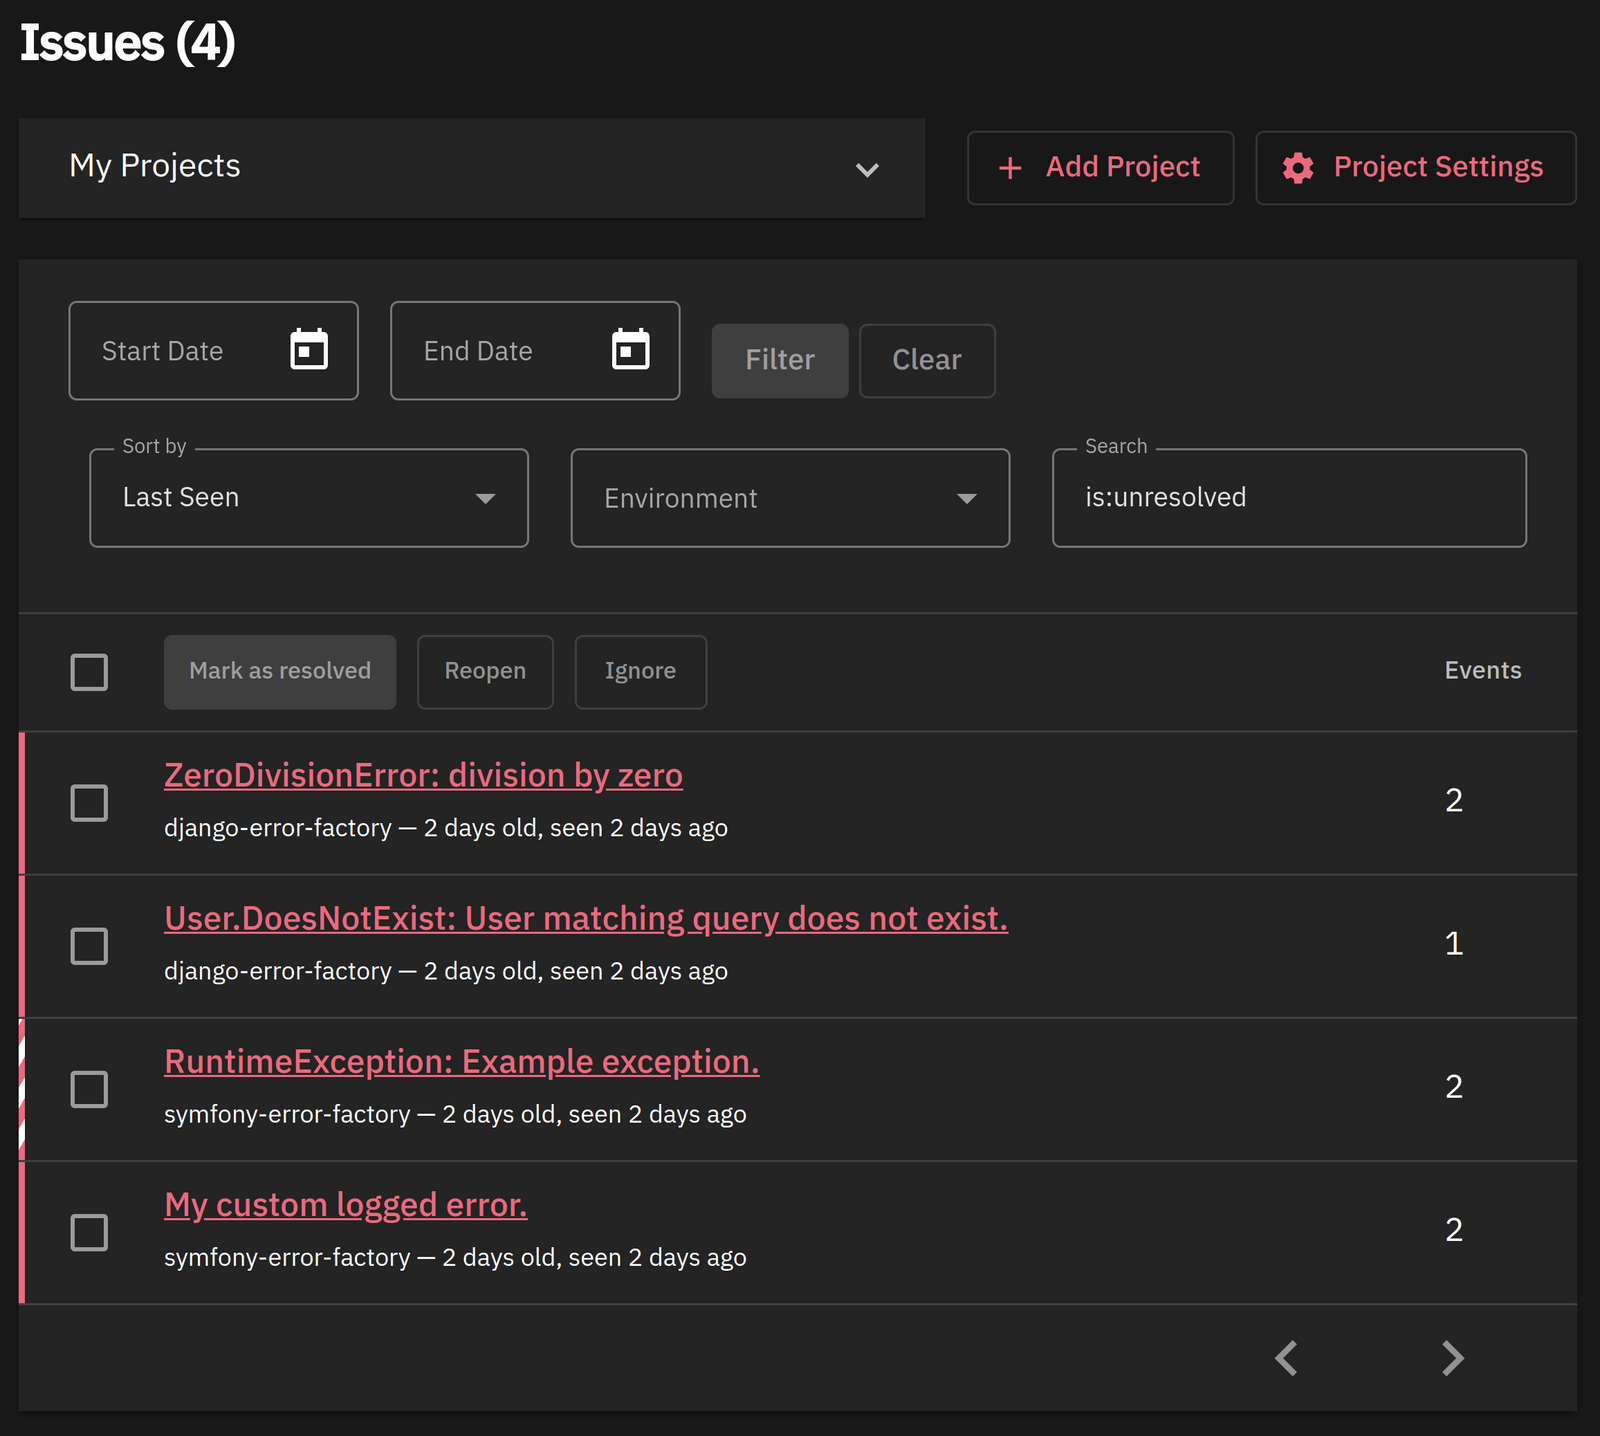 Issues (4)
My Projects
Add Project
Project Settings
Start Date
End Date
Filter
Clear
Sort by
Last Seen
Environment
Search
is:unresolved
Mark as resolved
Reopen
Ignore
Events
ZeroDivisionError: division by zero
django-error-factory — 2 days old, seen 2 days ago
2
User.DoesNotExist: User matching query does not exist.
django-error-factory — 2 days old, seen 2 days ago
1
RuntimeException: Example exception.
symfony-error-factory — 2 days old, seen 2 days ago
2
My custom logged error.
symfony-error-factory — 2 days old, seen 2 days ago
2